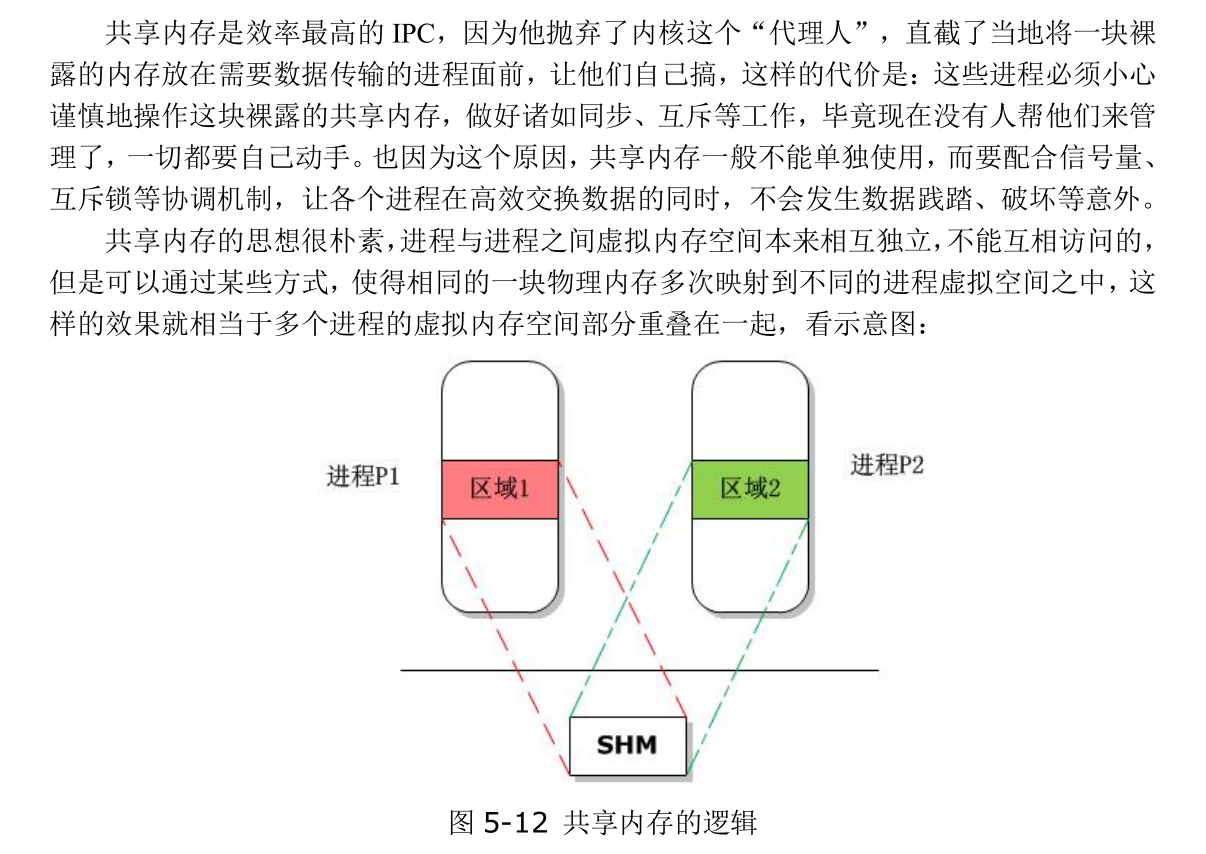 共享内存是效率最高的 IPC，因为他抛弃了内核这个“代理人”，直截了当地将一块裸
露的内存放在需要数据传输的进程面前，让他们自己搞，这样的代价是：这些进程必须小心
谨慎地操作这块裸露的共享内存，做好诸如同步、互斥等工作，毕竟现在没有人帮他们来管
理了，一切都要自己动手。也因为这个原因，共享内存一般不能单独使用，而要配合信号量、
互斥锁等协调机制，让各个进程在高效交换数据的同时，不会发生数据践踏、破坏等意外。
共享内存的思想很朴素，进程与进程之间虚拟内存空间本来相互独立，不能互相访问的，
但是可以通过某些方式，使得相同的一块物理内存多次映射到不同的进程虚拟空间之中，这
样的效果就相当于多个进程的虚拟内存空间部分重叠在一起，看示意图：
进程P1
区域1
区域2
进程P2
SHM
图 5-12 共享内存的逻辑